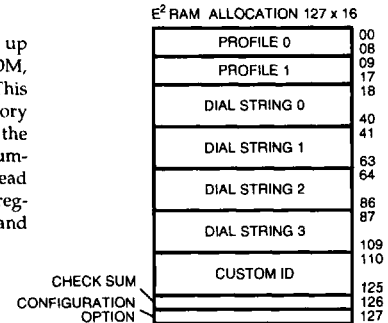 E² RAM ALLOCATION 127 x 16
up
OM,
This
ory
the
um-
ead
reg-
and
PROFILE 0
00
08
PROFILE 1
09
17
DIAL STRING 0
18
40
DIAL STRING 1
41
63
DIAL STRING 2
64
86
DIAL STRING 3
87
109
CUSTOM ID
110
125
CHECK SUM
126
CONFIGURATION
OPTION
127